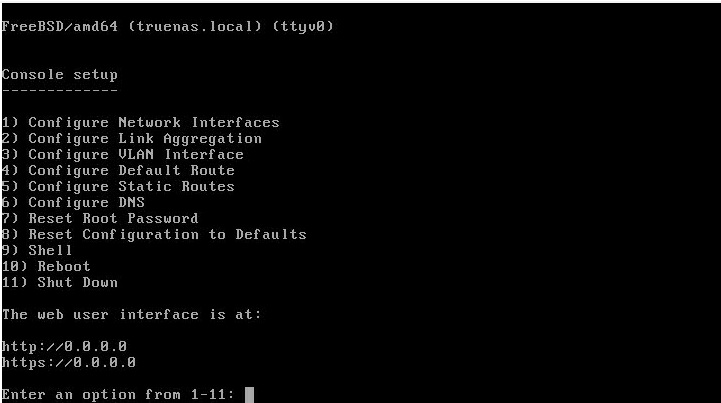 FreeBSD/amd64 (truenas.local) (ttyv0)
Console setup
-------------
1) Configure Network Interfaces
2) Configure Link Aggregation
3) Configure VLAN Interface
4) Configure Default Route
5) Configure Static Routes
6) Configure DNS
7) Reset Root Password
8) Reset Configuration to Defaults
9) Shell
10) Reboot
11) Shut Down
The web user interface is at:
http://0.0.0.0
https://0.0.0.0
Enter an option from 1-11: